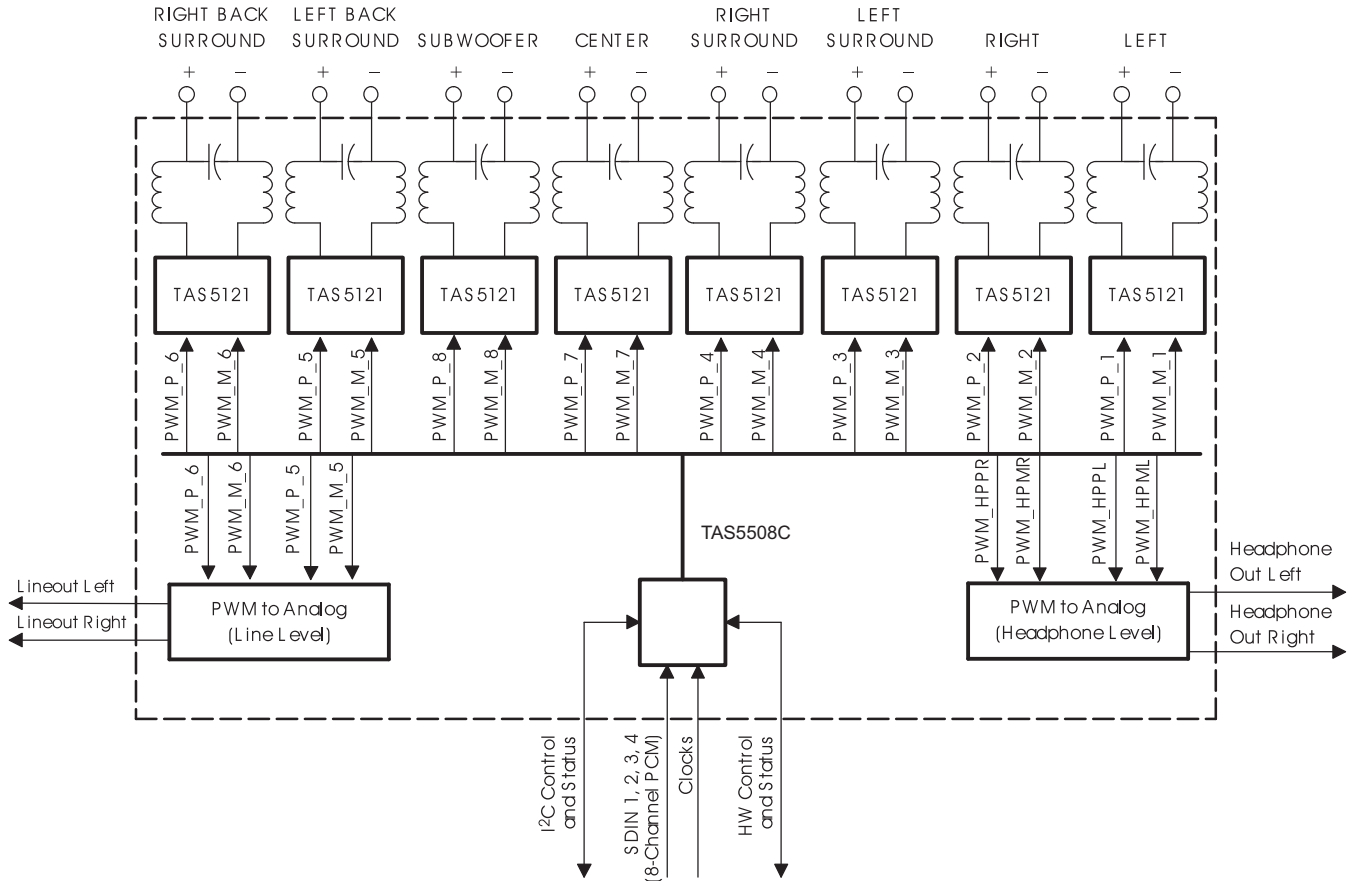 RIGHT BACK
SURROUND
LEFT BACK
SURROUND
SUBWOOFER
CENTER
RIGHT
SURROUND
LEFT
SURROUND
RIGHT
LEFT
+ − + − + − + − + − + − + − + −
TAS5121
TAS5121
TAS5121
TAS5121
TAS5121
TAS5121
TAS5121
TAS5121
PWM_P_6
PWM_M_6
PWM_P_5
PWM_M_5
PWM_P_8
PWM_M_8
PWM_P_7
PWM_M_7
PWM_P_4
PWM_M_4
PWM_P_3
PWM_M_3
PWM_P_2
PWM_M_2
PWM_P_1
PWM_M_1
PWM_P_6
PWM_M_6
PWM_P_5
PWM_M_5
PWM_HPPR
PWM_HPMR
PWM_HPPL
PWM_HPML
TAS5508C
Lineout Left
Lineout Right
PWM to Analog
(Line Level)
PWM to Analog
(Headphone Level)
Headphone
Out Left
Headphone
Out Right
I²C Control
and Status
SDIN 1, 2, 3, 4
(8-Channel PCM)
Clocks
HW Control
and Status